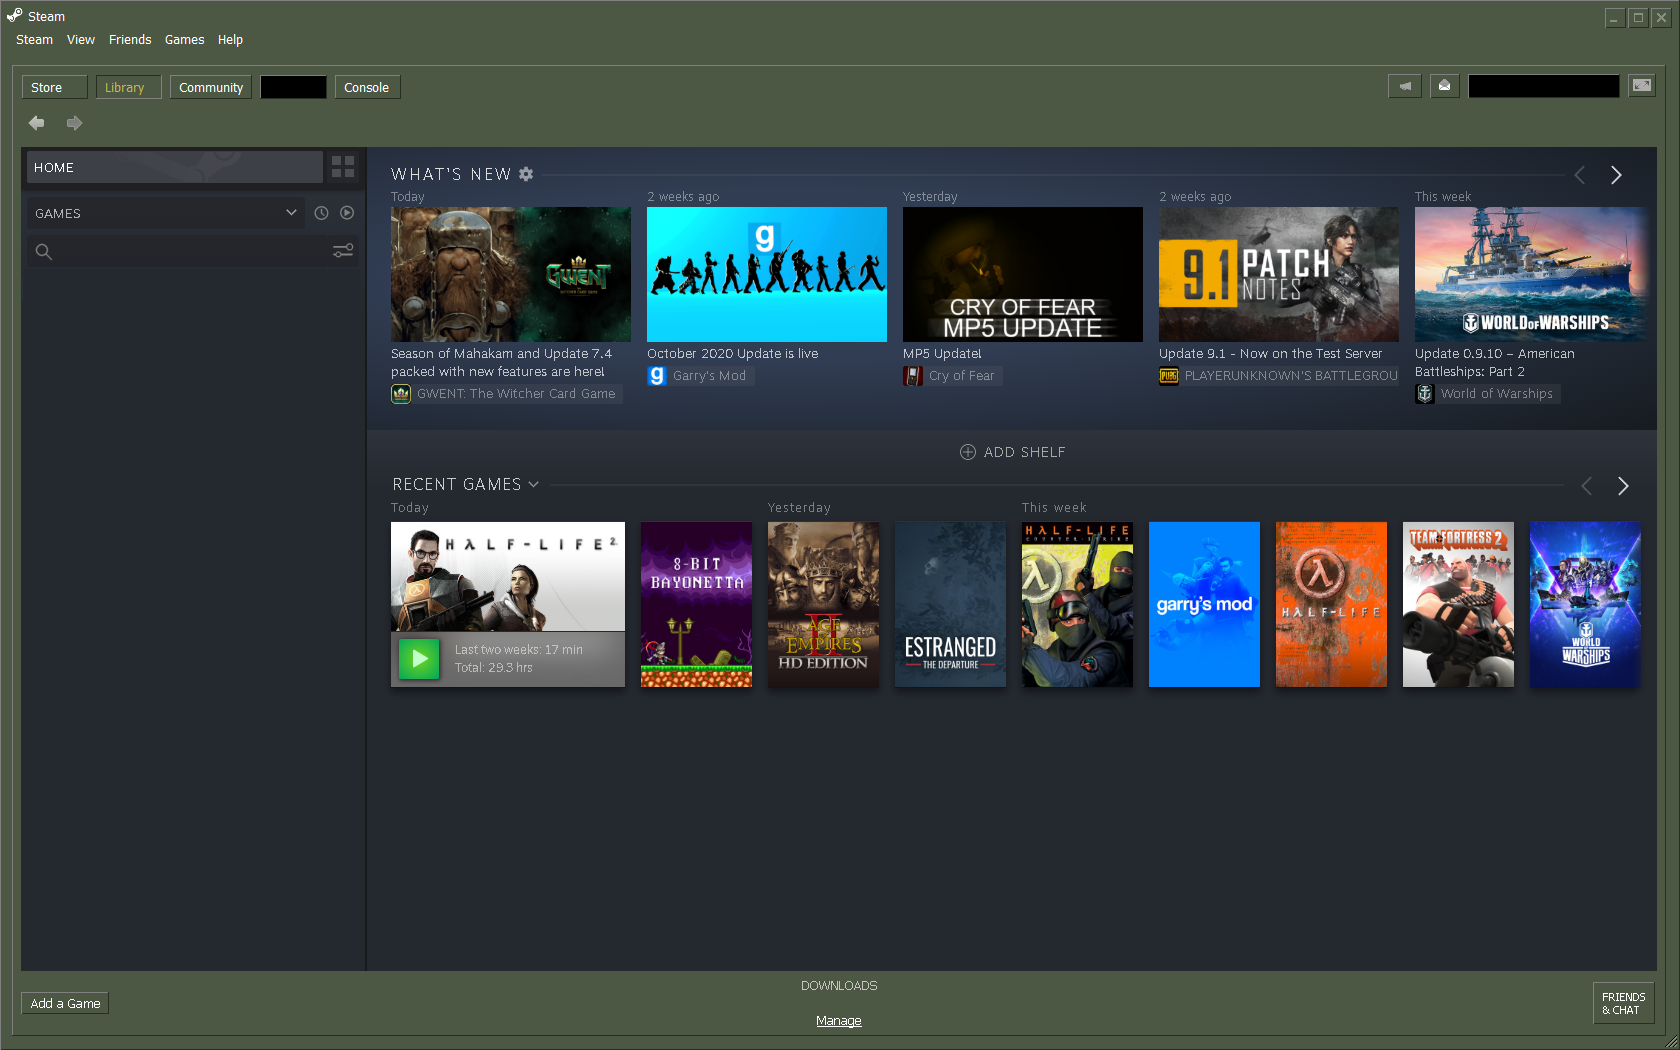 Steam
Steam View Friends Games Help
Store Library Community Console
HOME
GAMES
WHAT'S NEW
Today
2 weeks ago
Yesterday
2 weeks ago
This week
GWENT
g
CRY OF FEAR
MP5 UPDATE
9.1 PATCH
NOTES
WORLD OF WARSHIPS
Season of Mahakam and Update 7.4
packed with new features are here!
GWENT: The Witcher Card Game
October 2020 Update is live
g Garry's Mod
MP5 Update!
Cry of Fear
Update 9.1 - Now on the Test Server
PUBG PLAYERUNKNOWN'S BATTLEGROU
Update 0.9.10 – American
Battleships: Part 2
World of Warships
ADD SHELF
RECENT GAMES
Today
Yesterday
This week
HALF-LIFE 2
Last two weeks: 17 min
Total: 29.3 hrs
8-BIT
BAYONETTA
AGE
OF
EMPIRES
II
HD EDITION
ESTRANGED
THE DEPARTURE
HALF-LIFE
COUNTER-STRIKE
garry's mod
HALF-LIFE
TEAM FORTRESS 2
WORLD
OF
WARSHIPS
Add a Game
DOWNLOADS
Manage
FRIENDS
& CHAT